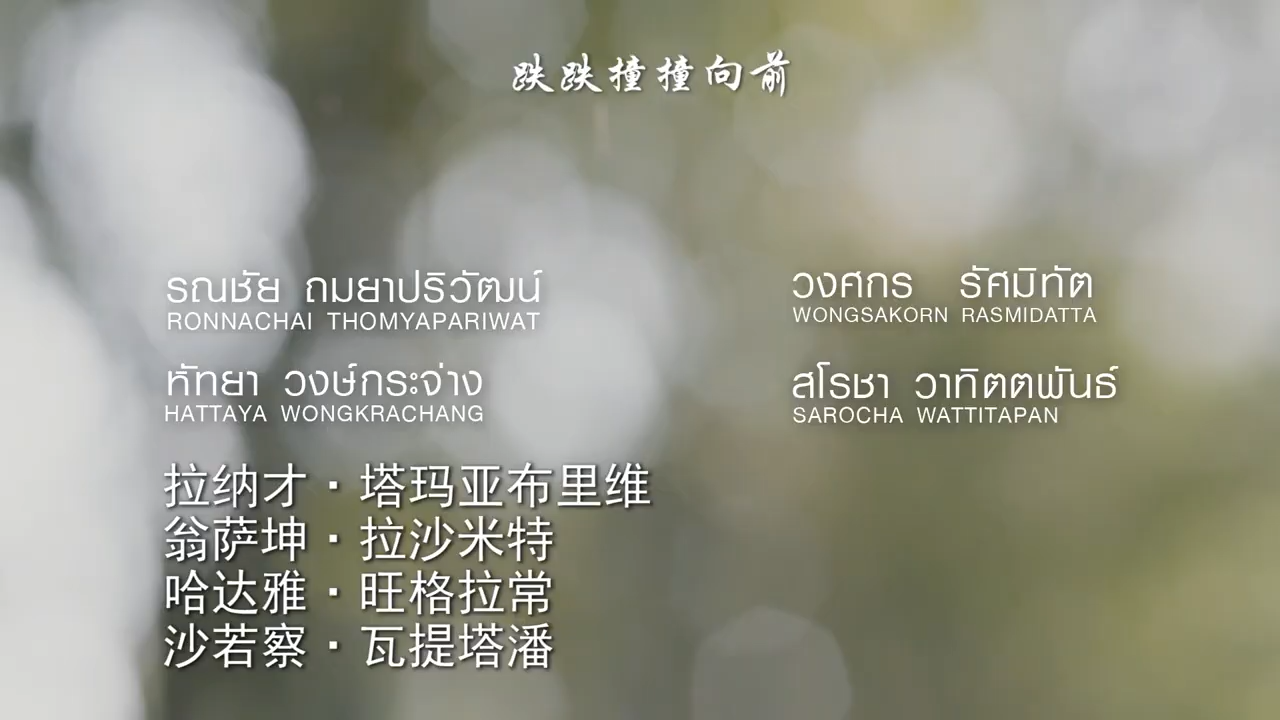 跌跌撞撞向前
รณชัย ถมยาปริวัฒน์
RONNACHAI THOMYAPARIWAT
วงศกร รัศมิทัต
WONGSAKORN RASMIDATTA
หัทยา วงษ์กระจ่าง
HATTAYA WONGKRACHANG
สโรชา วาทิตตพันธ์
SAROCHA WATTITAPAN
拉纳才·塔玛亚布里维
翁萨坤·拉沙米特
哈达雅·旺格拉常
沙若察·瓦提塔潘